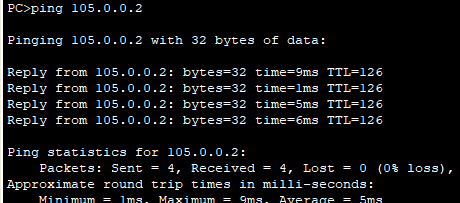 PC>ping 105.0.0.2
Pinging 105.0.0.2 with 32 bytes of data:
Reply from 105.0.0.2: bytes=32 time=9ms TTL=126
Reply from 105.0.0.2: bytes=32 time=1ms TTL=126
Reply from 105.0.0.2: bytes=32 time=5ms TTL=126
Reply from 105.0.0.2: bytes=32 time=6ms TTL=126
Ping statistics for 105.0.0.2:
Packets: Sent = 4, Received = 4, Lost = 0 (0% loss),
Approximate round trip times in milli-seconds:
Minimum = 1ms, Maximum = 9ms, Average = 5ms